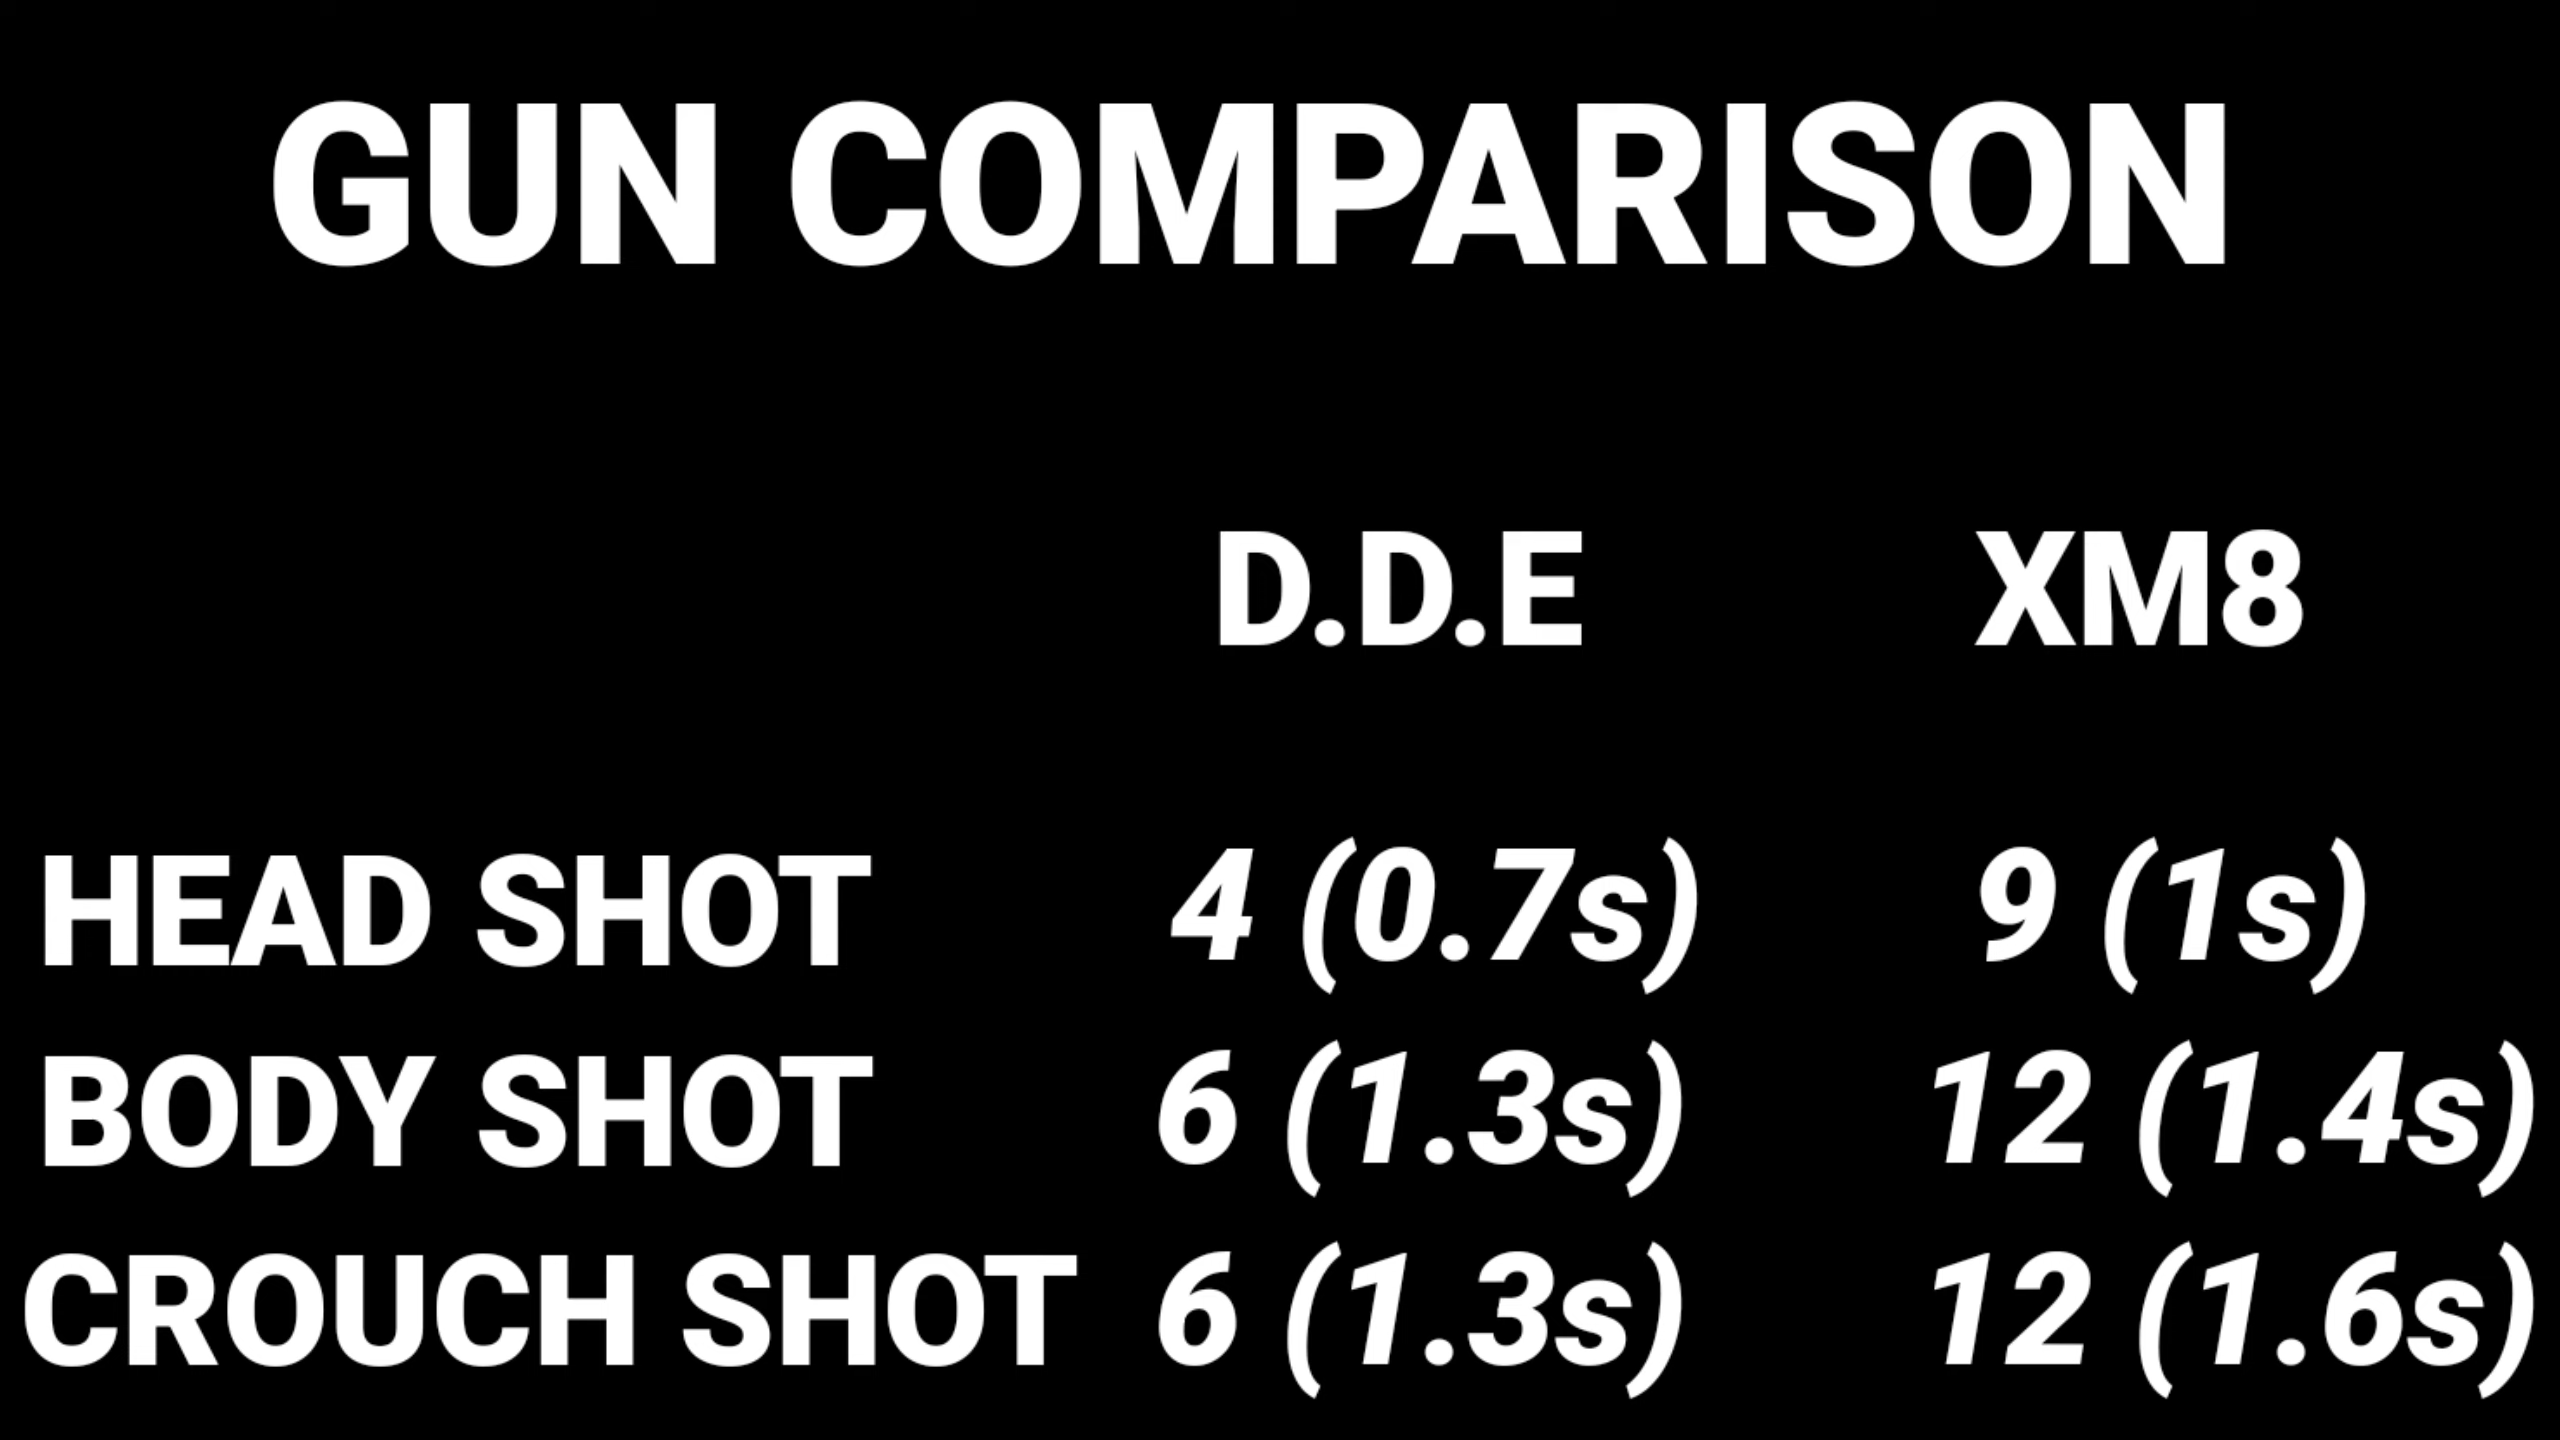 GUN COMPARISON
D.D.E XM8
HEAD SHOT 4 (0.7s) 9 (1s)
BODY SHOT 6 (1.3s) 12 (1.4s)
CROUCH SHOT 6 (1.3s) 12 (1.6s)